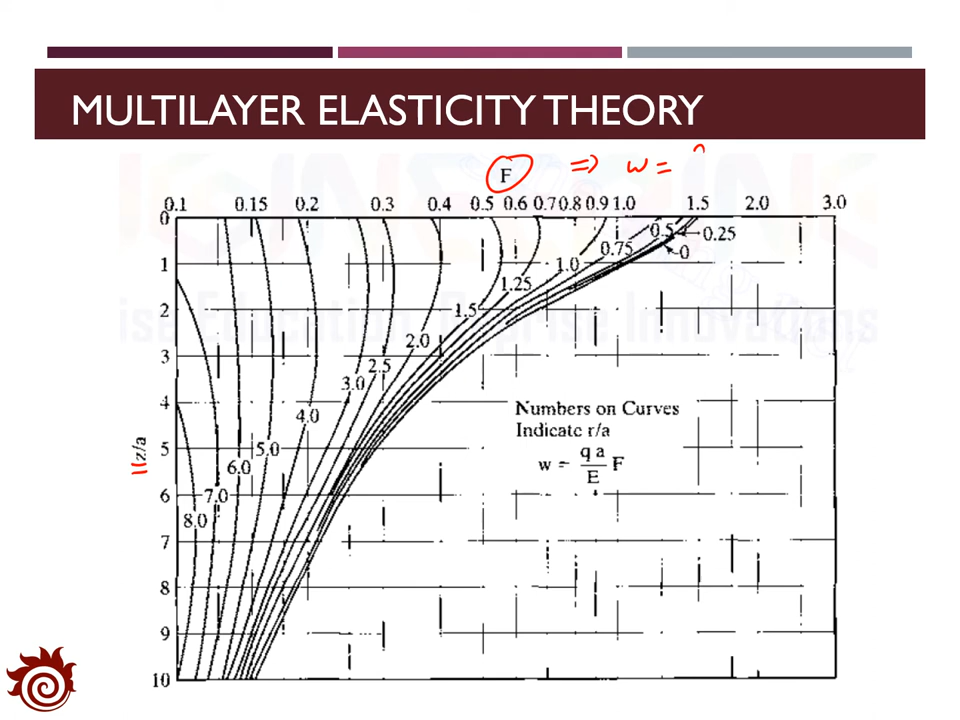 MULTILAYER ELASTICITY THEORY
F ⇒ w = ?
0.1 0.15 0.2 0.3 0.4 0.5 0.6 0.7 0.8 0.9 1.0 1.5 2.0 3.0
0
0.5 0.25
0.75 0
1 1.0
1.25
2 1.5
2.0
3 2.5
3.0
4 4.0
Numbers on Curves
Indicate r/a
w = q a / E F
z/a
5 5.0
6.0
6 7.0
8.0
7
8
9
10